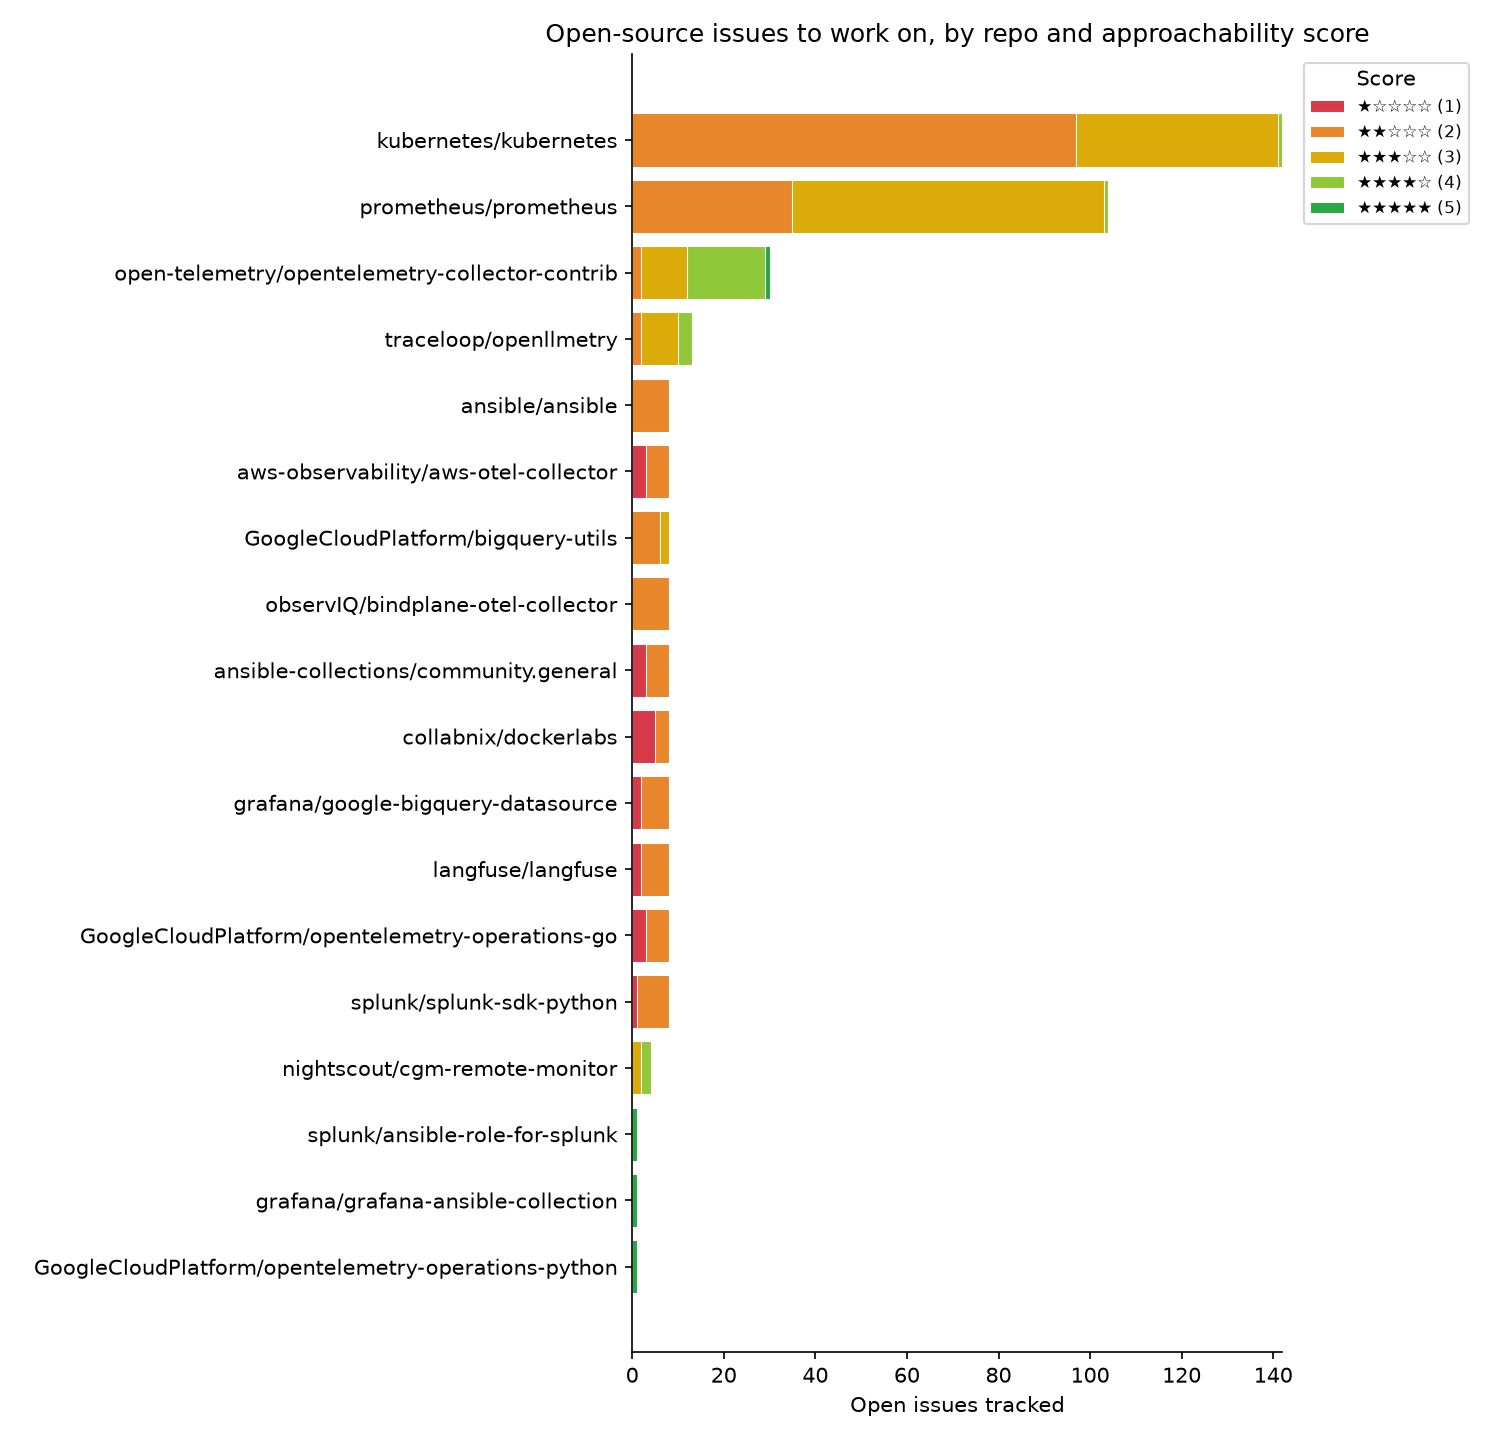 Open-source issues to work on, by repo and approachability score
Score
★☆☆☆☆ (1)
★★☆☆☆ (2)
★★★☆☆ (3)
★★★★☆ (4)
★★★★★ (5)
kubernetes/kubernetes
prometheus/prometheus
open-telemetry/opentelemetry-collector-contrib
traceloop/openllmetry
ansible/ansible
aws-observability/aws-otel-collector
GoogleCloudPlatform/bigquery-utils
observIQ/bindplane-otel-collector
ansible-collections/community.general
collabnix/dockerlabs
grafana/google-bigquery-datasource
langfuse/langfuse
GoogleCloudPlatform/opentelemetry-operations-go
splunk/splunk-sdk-python
nightscout/cgm-remote-monitor
splunk/ansible-role-for-splunk
grafana/grafana-ansible-collection
GoogleCloudPlatform/opentelemetry-operations-python
0 20 40 60 80 100 120 140
Open issues tracked